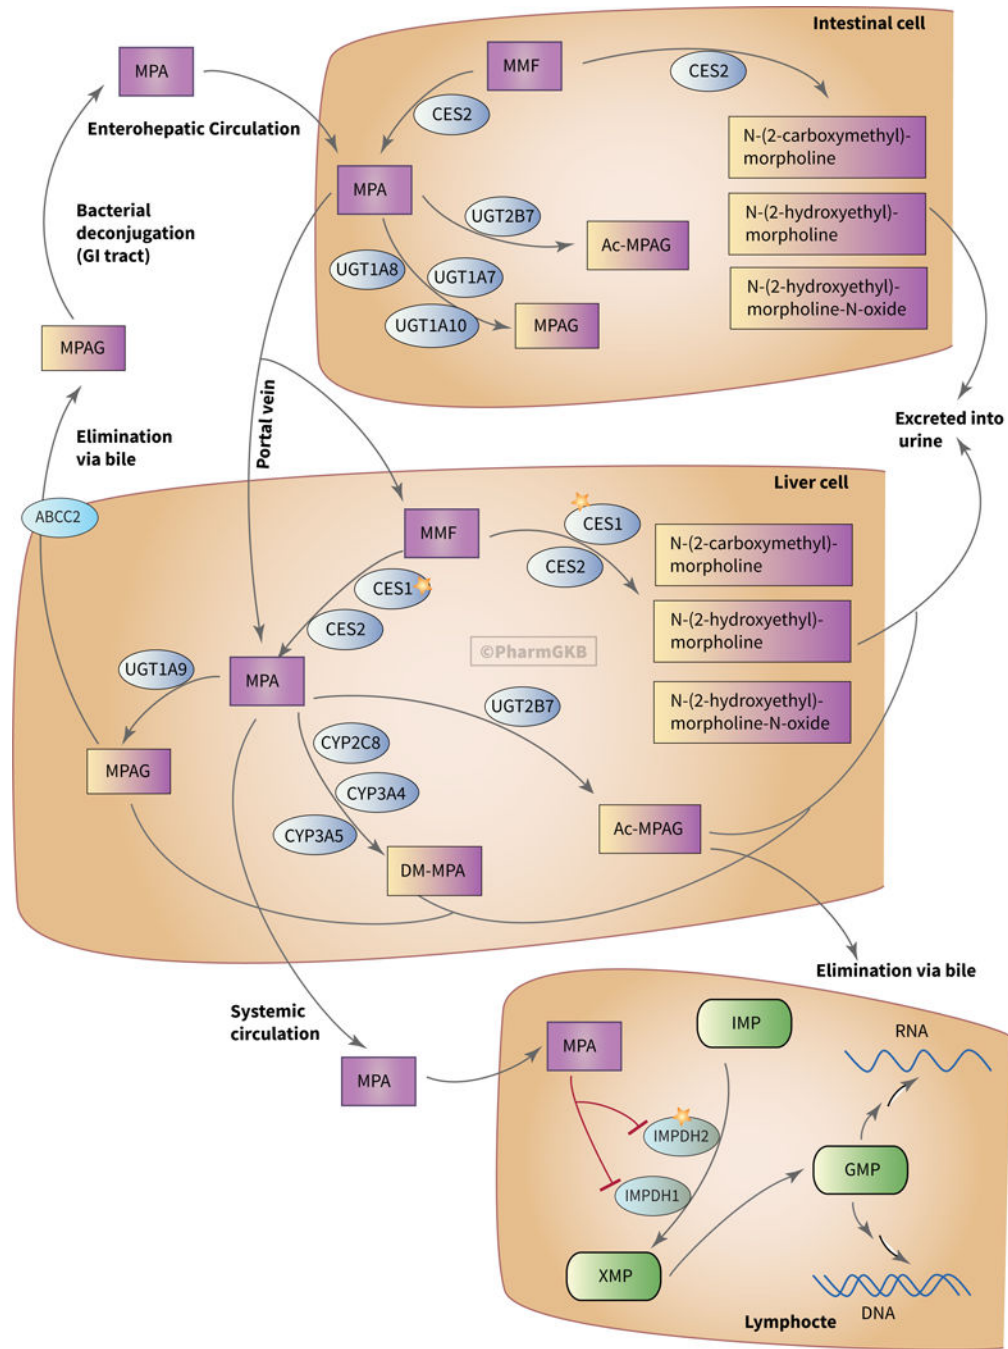 Intestinal cell
MPA
MMF
CES2
CES2
Enterohepatic Circulation
N-(2-carboxymethyl)-
morpholine
MPA
Bacterial
deconjugation
(GI tract)
UGT2B7
N-(2-hydroxyethyl)-
morpholine
Ac-MPAG
UGT1A8
UGT1A7
N-(2-hydroxyethyl)-
morpholine-N-oxide
UGT1A10
MPAG
MPAG
Portal vein
Elimination
via bile
Excreted into
urine
Liver cell
ABCC2
MMF
CES1
CES2
N-(2-carboxymethyl)-
morpholine
CES1
CES2
N-(2-hydroxyethyl)-
morpholine
©PharmGKB
UGT1A9
MPA
UGT2B7
N-(2-hydroxyethyl)-
morpholine-N-oxide
CYP2C8
MPAG
CYP3A4
CYP3A5
Ac-MPAG
DM-MPA
Elimination via bile
Systemic
circulation
MPA
MPA
IMP
RNA
IMPDH2
GMP
IMPDH1
XMP
DNA
Lymphocte